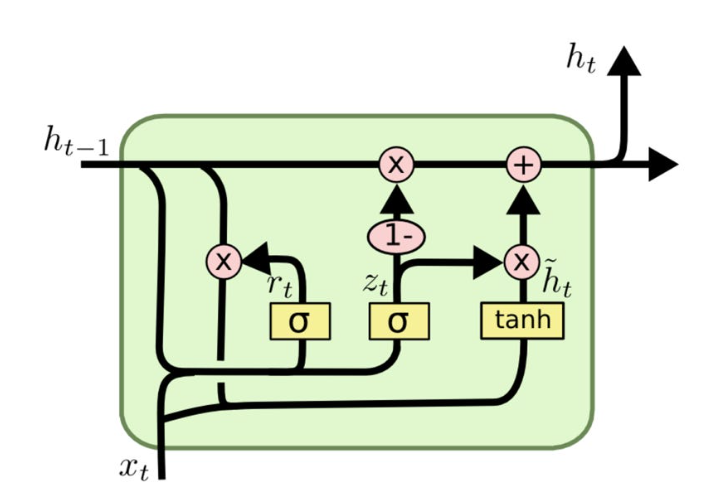 h_t
h_{t-1}
x
+
1-
x
r_t
z_t
x
h̃_t
σ
σ
tanh
x_t